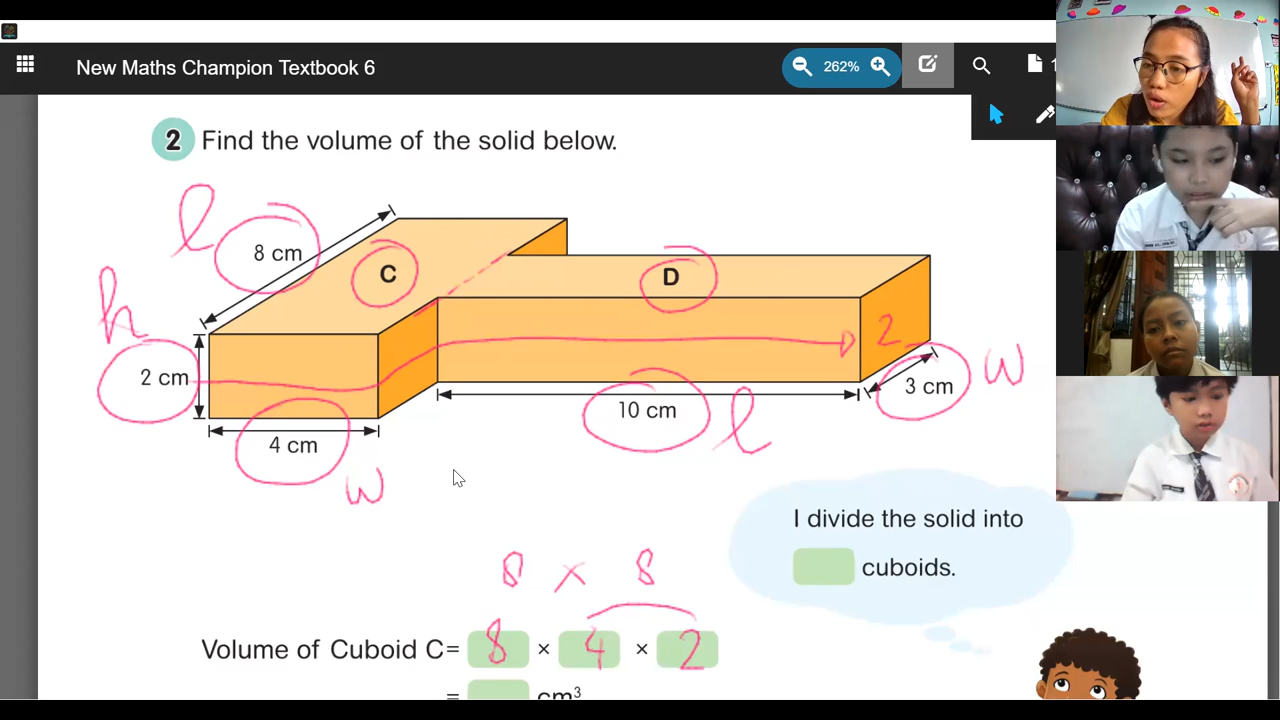 New Maths Champion Textbook 6
262%
2 Find the volume of the solid below.
l
8 cm
C
D
h
2 cm
2
3 cm
w
10 cm
l
4 cm
w
I divide the solid into
cuboids.
8 × 8
Volume of Cuboid C= 8 × 4 × 2
= cm³